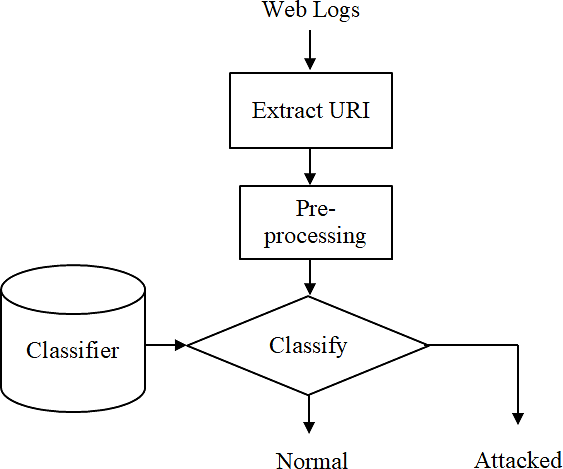 Web Logs
Extract URI
Pre-
processing
Classifier
Classify
Normal
Attacked